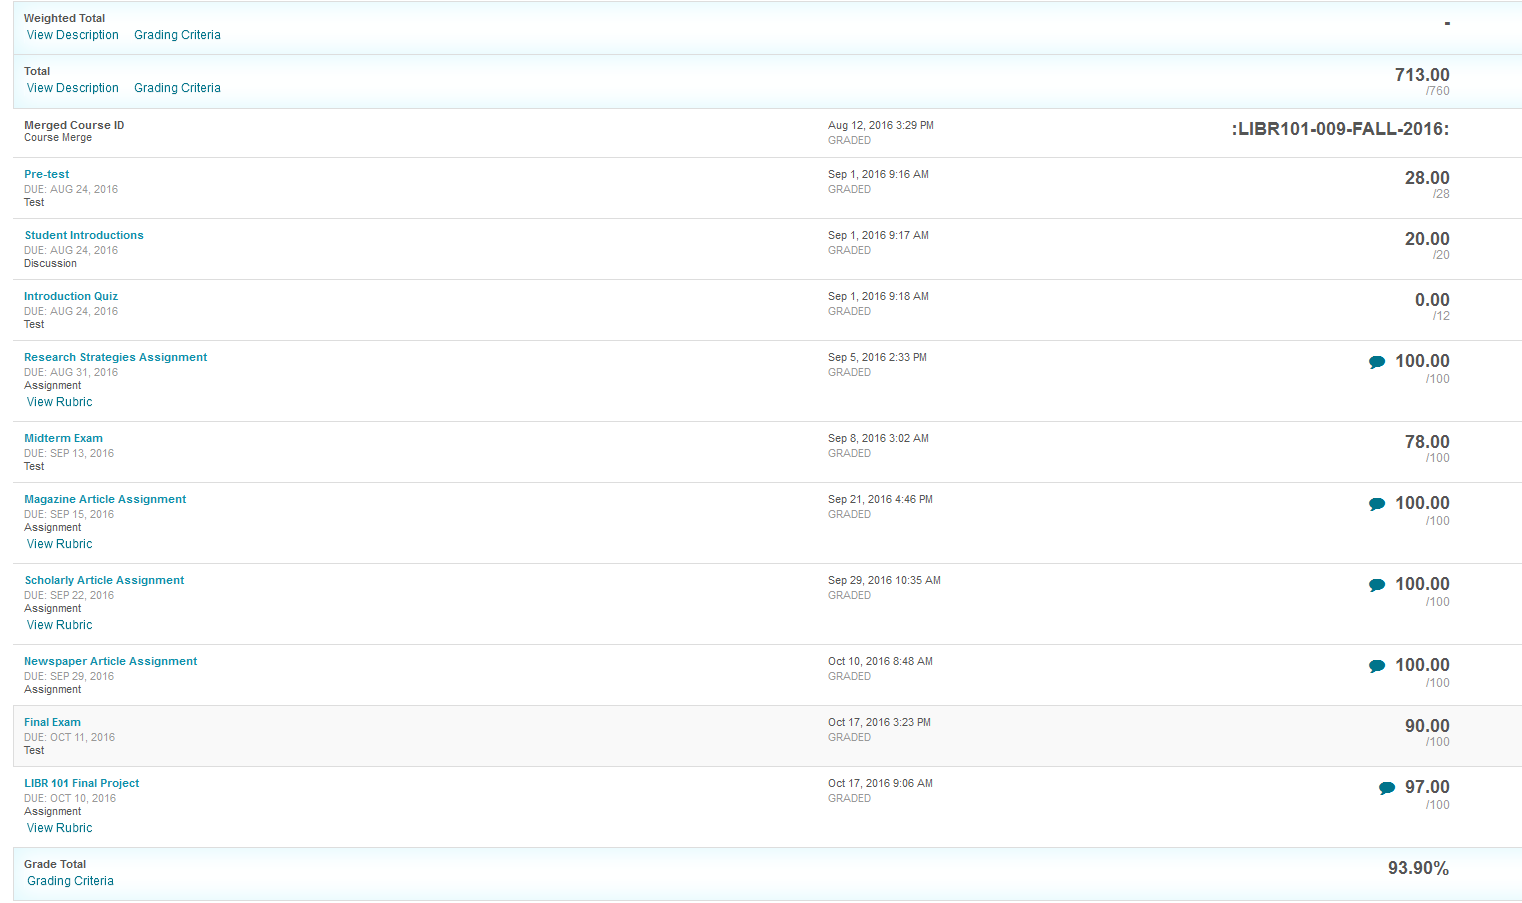 Weighted Total
View Description Grading Criteria
-
Total
View Description Grading Criteria
713.00
/760
Merged Course ID
Course Merge
Aug 12, 2016 3:29 PM
GRADED
:LIBR101-009-FALL-2016:
Pre-test
DUE: AUG 24, 2016
Test
Sep 1, 2016 9:16 AM
GRADED
28.00
/28
Student Introductions
DUE: AUG 24, 2016
Discussion
Sep 1, 2016 9:17 AM
GRADED
20.00
/20
Introduction Quiz
DUE: AUG 24, 2016
Test
Sep 1, 2016 9:18 AM
GRADED
0.00
/12
Research Strategies Assignment
DUE: AUG 31, 2016
Assignment
View Rubric
Sep 5, 2016 2:33 PM
GRADED
100.00
/100
Midterm Exam
DUE: SEP 13, 2016
Test
Sep 8, 2016 3:02 AM
GRADED
78.00
/100
Magazine Article Assignment
DUE: SEP 15, 2016
Assignment
View Rubric
Sep 21, 2016 4:46 PM
GRADED
100.00
/100
Scholarly Article Assignment
DUE: SEP 22, 2016
Assignment
View Rubric
Sep 29, 2016 10:35 AM
GRADED
100.00
/100
Newspaper Article Assignment
DUE: SEP 29, 2016
Assignment
Oct 10, 2016 8:48 AM
GRADED
100.00
/100
Final Exam
DUE: OCT 11, 2016
Test
Oct 17, 2016 3:23 PM
GRADED
90.00
/100
LIBR 101 Final Project
DUE: OCT 10, 2016
Assignment
View Rubric
Oct 17, 2016 9:06 AM
GRADED
97.00
/100
Grade Total
Grading Criteria
93.90%